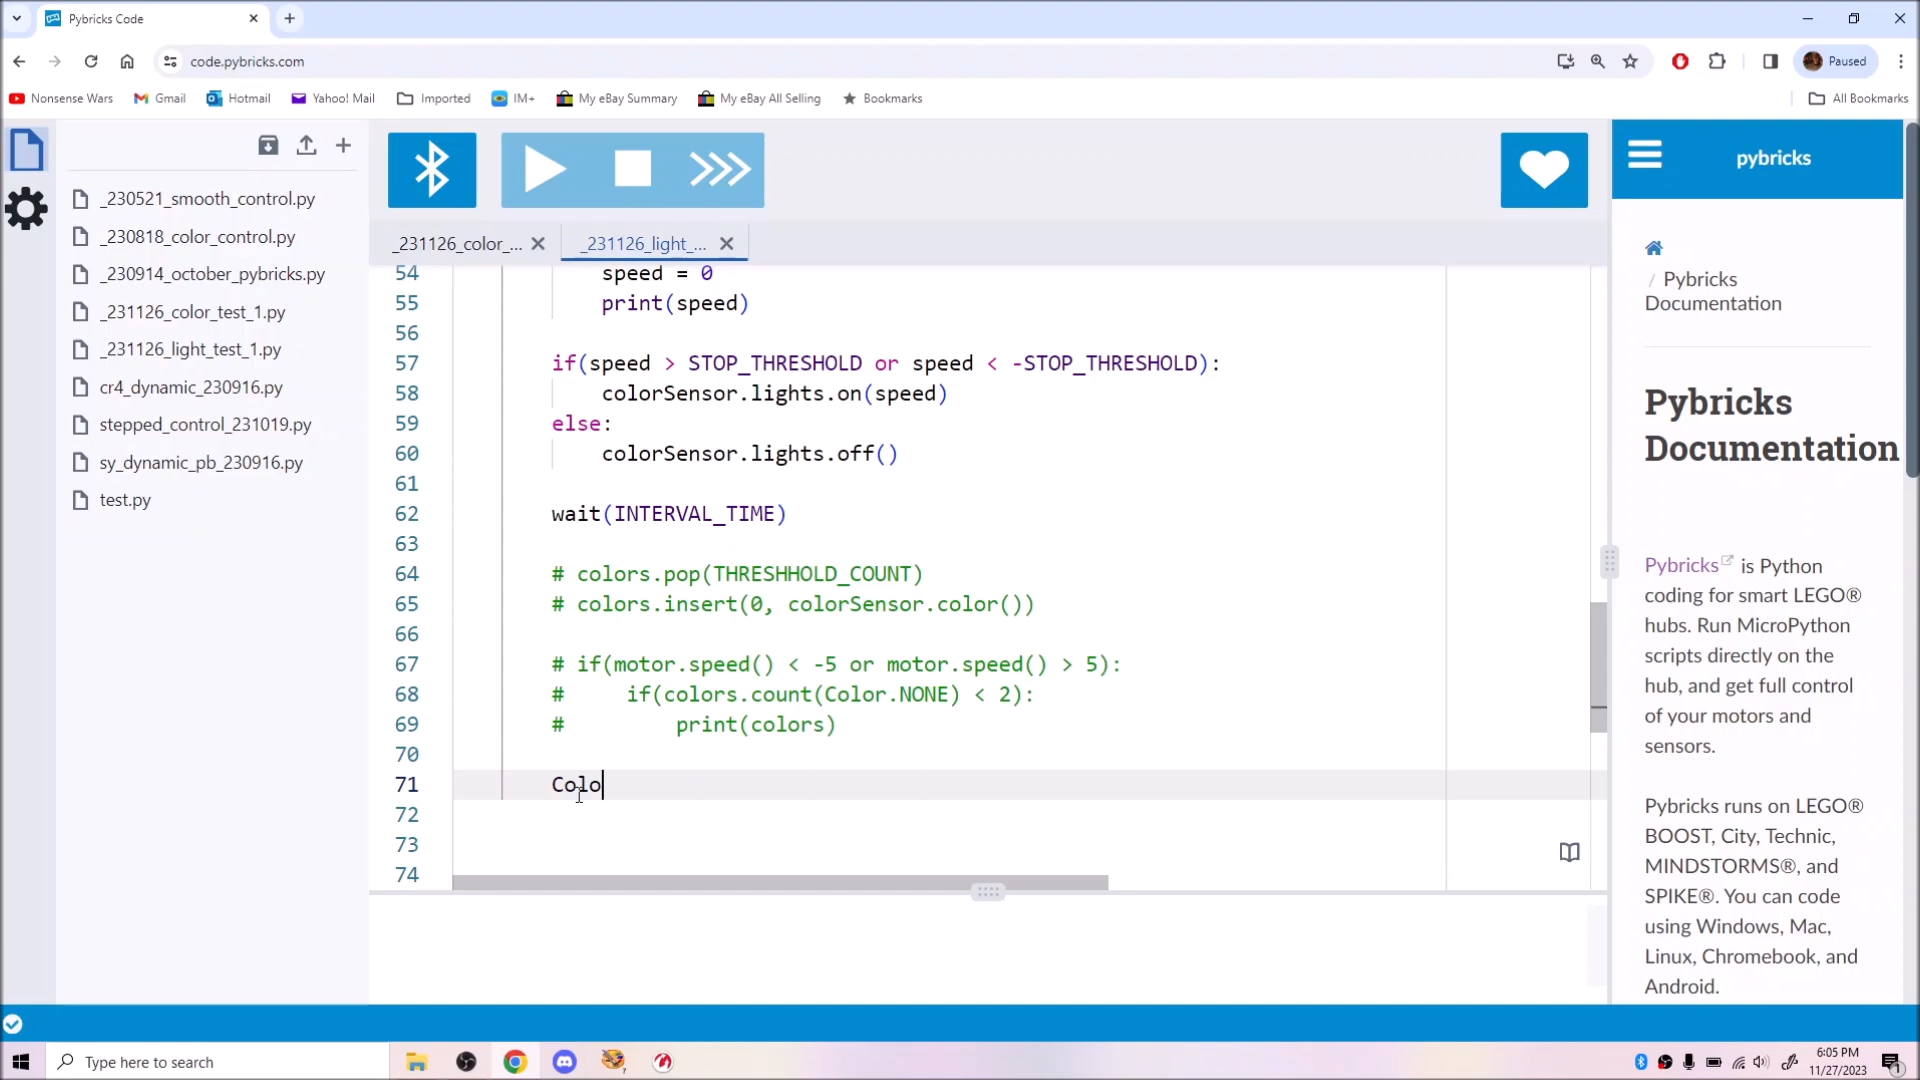 Pybricks Code
code.pybricks.com
Paused
Nonsense Wars
Gmail
Hotmail
Yahoo! Mail
Imported
IM+
My eBay Summary
My eBay All Selling
Bookmarks
All Bookmarks
_230521_smooth_control.py
_230818_color_control.py
_230914_october_pybricks.py
_231126_color_test_1.py
_231126_light_test_1.py
cr4_dynamic_230916.py
stepped_control_231019.py
sy_dynamic_pb_230916.py
test.py
_231126_color_...
_231126_light_...
54 speed = 0
55 print(speed)
56
57 if(speed > STOP_THRESHOLD or speed < -STOP_THRESHOLD):
58 colorSensor.lights.on(speed)
59 else:
60 colorSensor.lights.off()
61
62 wait(INTERVAL_TIME)
63
64 # colors.pop(THRESHHOLD_COUNT)
65 # colors.insert(0, colorSensor.color())
66
67 # if(motor.speed() < -5 or motor.speed() > 5):
68 # if(colors.count(Color.NONE) < 2):
69 # print(colors)
70
71 Colo
72
73
74
pybricks
/ Pybricks
Documentation
Pybricks
Documentation
Pybricks is Python
coding for smart LEGO®
hubs. Run MicroPython
scripts directly on the
hub, and get full control
of your motors and
sensors.
Pybricks runs on LEGO®
BOOST, City, Technic,
MINDSTORMS®, and
SPIKE®. You can code
using Windows, Mac,
Linux, Chromebook, and
Android.
Type here to search
6:05 PM
11/27/2023
1